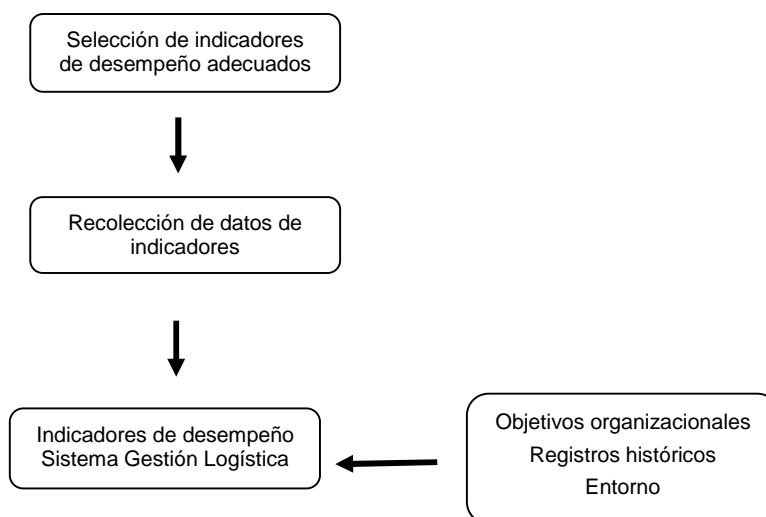 Selección de indicadores
de desempeño adecuados
Recolección de datos de
indicadores
Indicadores de desempeño
Sistema Gestión Logística
Objetivos organizacionales
Registros históricos
Entorno